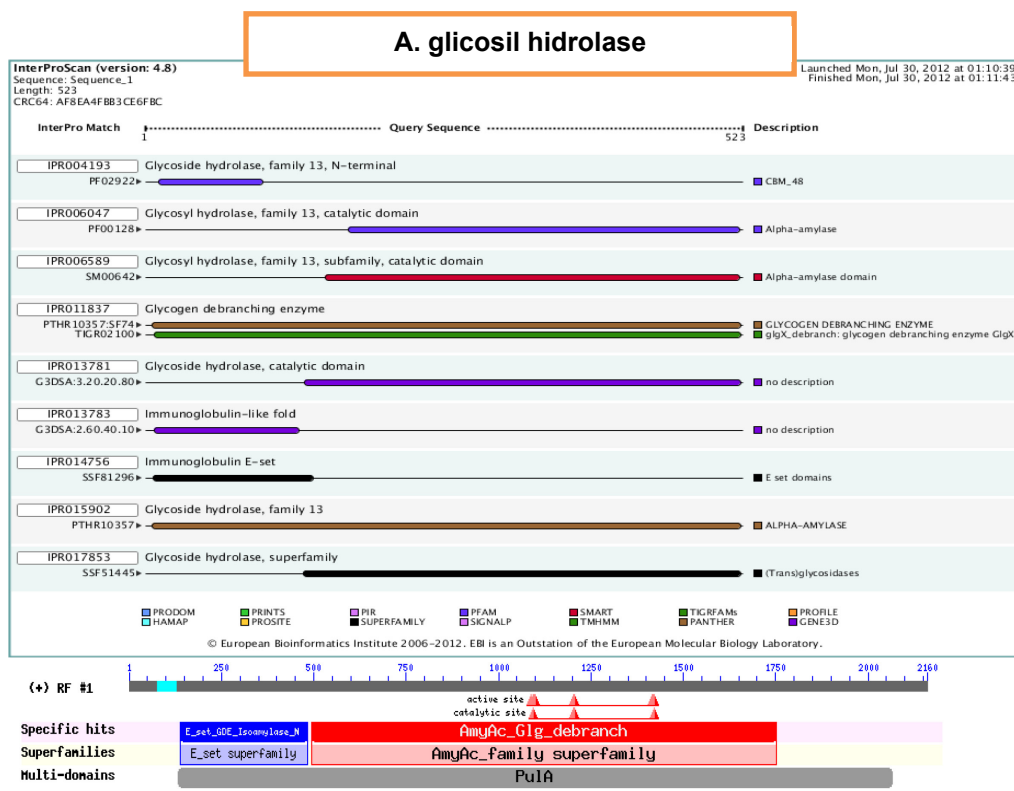 A. glicosil hidrolase
InterProScan (version: 4.8)
Sequence: Sequence_1
Length: 523
CRC64: AF8EA4FBB3CE6FBC
Launched Mon, Jul 30, 2012 at 01:10:39
Finished Mon, Jul 30, 2012 at 01:11:43
InterPro Match Query Sequence Description
1 523
IPR004193 Glycoside hydrolase, family 13, N-terminal
PF02922 CBM_48
IPR006047 Glycosyl hydrolase, family 13, catalytic domain
PF00128 Alpha-amylase
IPR006589 Glycosyl hydrolase, family 13, subfamily, catalytic domain
SM00642 Alpha-amylase domain
IPR011837 Glycogen debranching enzyme
PTHR10357:SF74 GLYCOGEN DEBRANCHING ENZYME
TIGR02100 glgX_debranch: glycogen debranching enzyme GlgX
IPR013781 Glycoside hydrolase, catalytic domain
G3DSA:3.20.20.80 no description
IPR013783 Immunoglobulin-like fold
G3DSA:2.60.40.10 no description
IPR014756 Immunoglobulin E-set
SSF81296 E set domains
IPR015902 Glycoside hydrolase, family 13
PTHR10357 ALPHA-AMYLASE
IPR017853 Glycoside hydrolase, superfamily
SSF51445 (Trans)glycosidases
PRODOM PRINTS PIR PFAM SMART TIGRFAMs PROFILE
HAMAP PROSITE SUPERFAMILY SIGNALP TMHMM PANTHER GENE3D
© European Bioinformatics Institute 2006-2012. EBI is an Outstation of the European Molecular Biology Laboratory.
1 250 500 750 1000 1250 1500 1750 2000 2160
(+) RF #1
active site
catalytic site
Specific hits E_set_GDE_Isoamylase_N AmyAc_Glg_debranch
Superfamilies E_set superfamily AmyAc_family superfamily
Multi-domains PulA